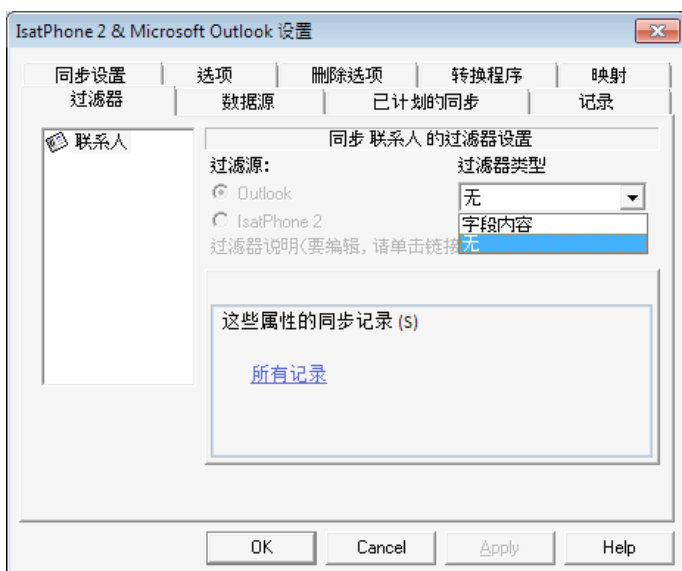 IsatPhone 2 & Microsoft Outlook 设置
同步设置 选项 删除选项 转换程序 映射
过滤器 数据源 已计划的同步 记录
联系人
同步 联系人 的过滤器设置
过滤源: 过滤器类型
Outlook 无
IsatPhone 2 字段内容
过滤器说明(要编辑, 请单击链接 无
这些属性的同步记录 (S)
所有记录
OK Cancel Apply Help